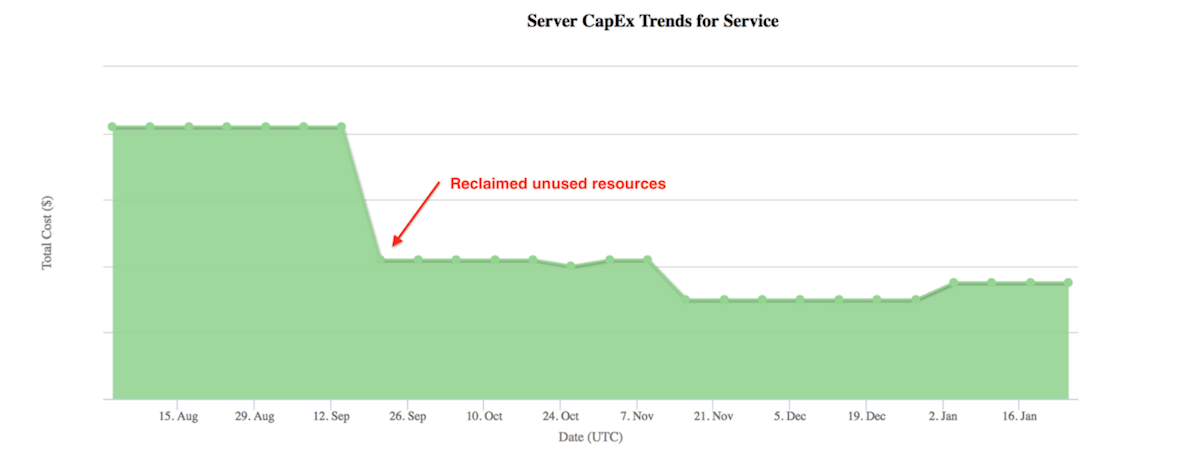 Server CapEx Trends for Service
Reclaimed unused resources
Total Cost ($)
15. Aug 29. Aug 12. Sep 26. Sep 10. Oct 24. Oct 7. Nov 21. Nov 5. Dec 19. Dec 2. Jan 16. Jan
Date (UTC)